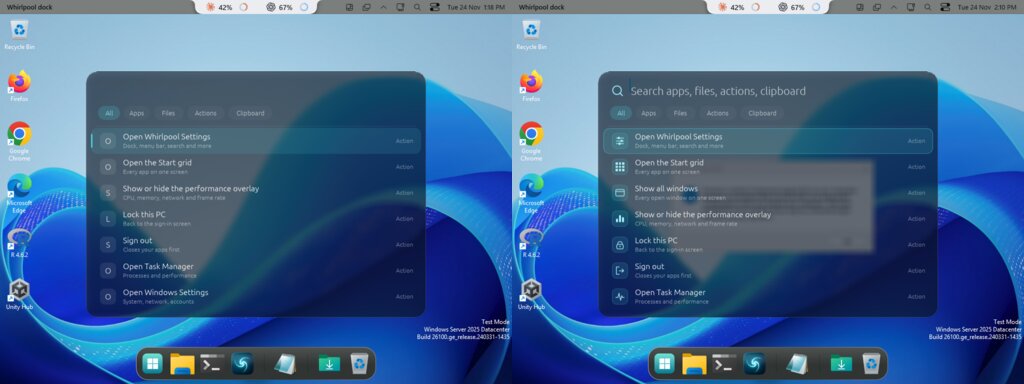 Whirlpool dock
42%
67%
Tue 24 Nov 1:18 PM
Recycle Bin
Firefox
Google
Chrome
Microsoft
Edge
R 4.6.2
Unity Hub
All
Apps
Files
Actions
Clipboard
O
Open Whirlpool Settings
Dock, menu bar, search and more
Action
O
Open the Start grid
Every app on one screen
Action
S
Show or hide the performance overlay
CPU, memory, network and frame rate
Action
L
Lock this PC
Back to the sign-in screen
Action
S
Sign out
Closes your apps first
Action
O
Open Task Manager
Processes and performance
Action
O
Open Windows Settings
System, network, accounts
Action
Test Mode
Windows Server 2025 Datacenter
Build 26100.ge_release.240331-1435
Whirlpool dock
42%
67%
Tue 24 Nov 2:10 PM
Recycle Bin
Firefox
Google
Chrome
Microsoft
Edge
R 4.6.2
Unity Hub
Search apps, files, actions, clipboard
All
Apps
Files
Actions
Clipboard
Open Whirlpool Settings
Dock, menu bar, search and more
Action
Open the Start grid
Every app on one screen
Action
Show all windows
Every open window on one screen
Action
Show or hide the performance overlay
CPU, memory, network and frame rate
Action
Lock this PC
Back to the sign-in screen
Action
Sign out
Closes your apps first
Action
Open Task Manager
Processes and performance
Action
Test Mode
Windows Server 2025 Datacenter
Build 26100.ge_release.240331-1435